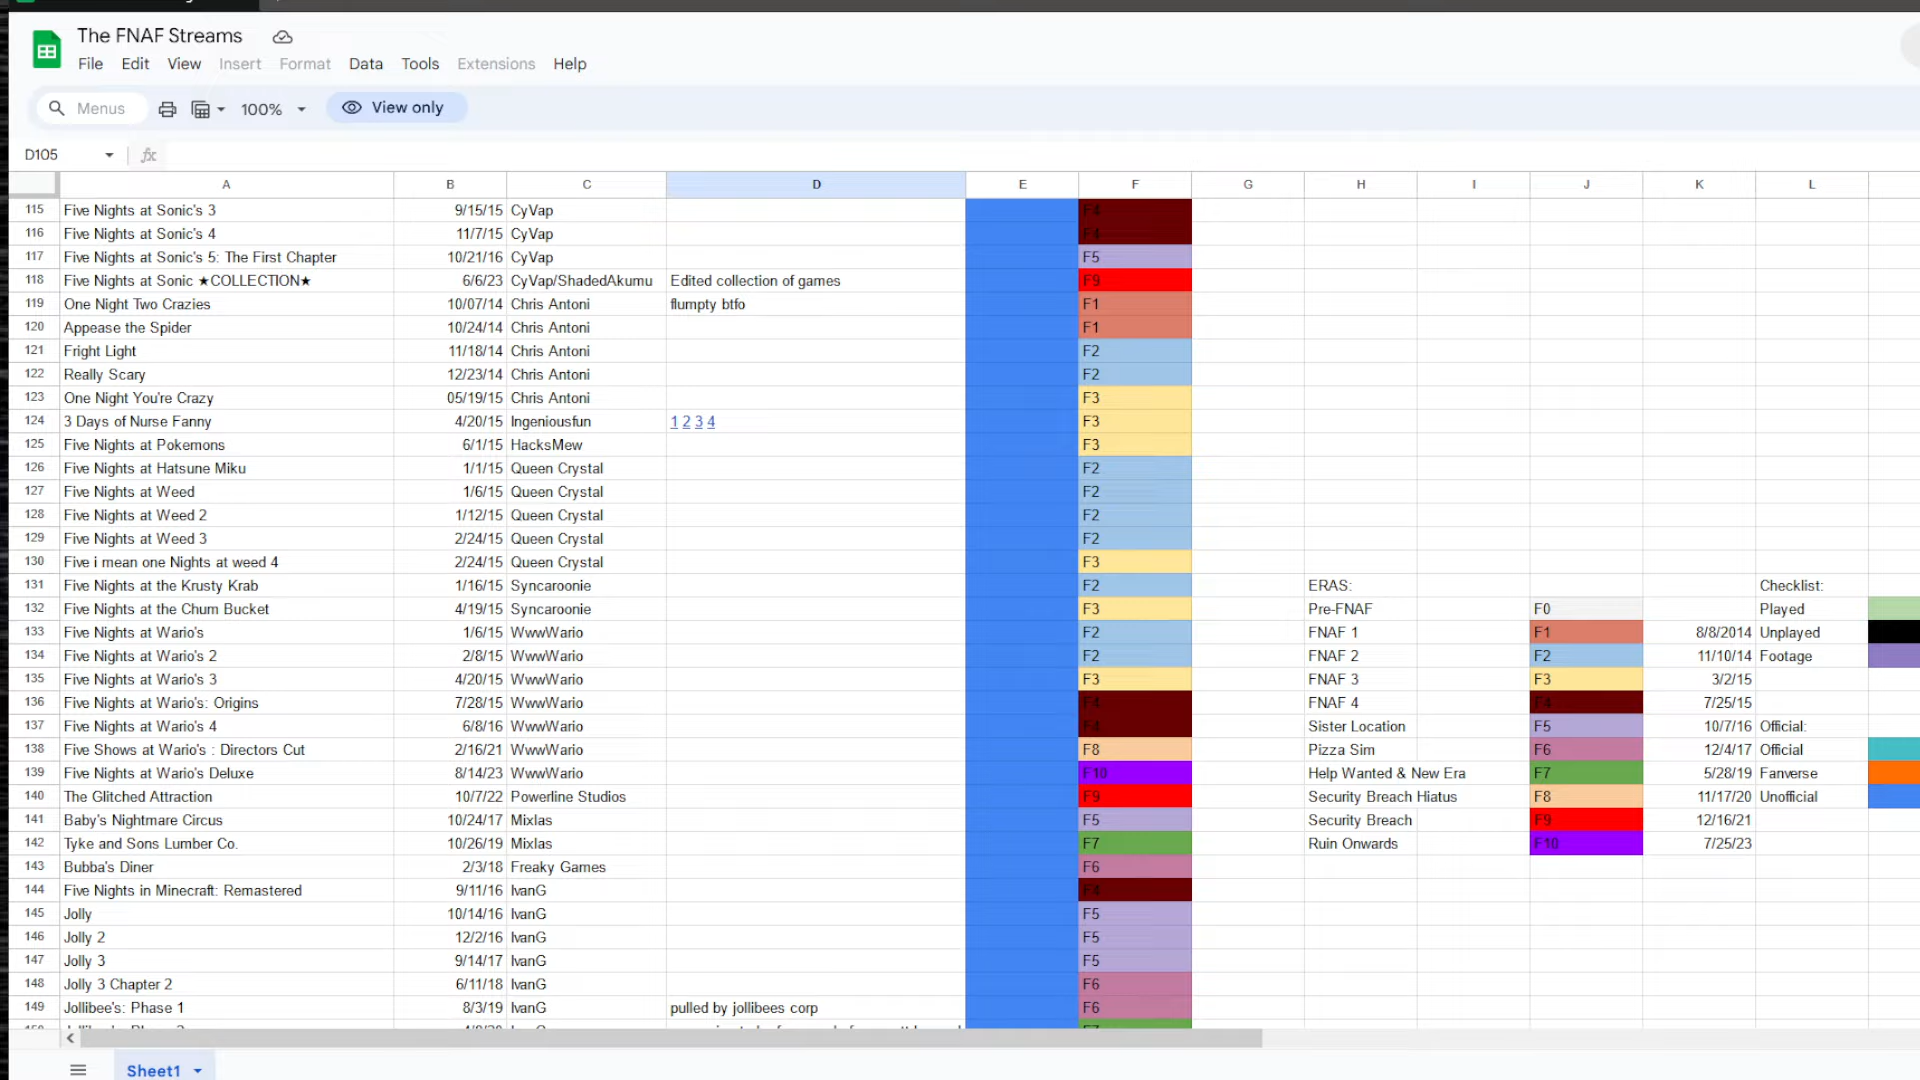 The FNAF Streams
File Edit View Insert Format Data Tools Extensions Help
Menus 100% View only
D105 fx
A B C D E F G H I J K L
115 Five Nights at Sonic's 3 9/15/15 CyVap F4
116 Five Nights at Sonic's 4 11/7/15 CyVap F4
117 Five Nights at Sonic's 5: The First Chapter 10/21/16 CyVap F5
118 Five Nights at Sonic ★COLLECTION★ 6/6/23 CyVap/ShadedAkumu Edited collection of games F9
119 One Night Two Crazies 10/07/14 Chris Antoni flumpty btfo F1
120 Appease the Spider 10/24/14 Chris Antoni F1
121 Fright Light 11/18/14 Chris Antoni F2
122 Really Scary 12/23/14 Chris Antoni F2
123 One Night You're Crazy 05/19/15 Chris Antoni F3
124 3 Days of Nurse Fanny 4/20/15 Ingeniousfun 1 2 3 4 F3
125 Five Nights at Pokemons 6/1/15 HacksMew F3
126 Five Nights at Hatsune Miku 1/1/15 Queen Crystal F2
127 Five Nights at Weed 1/6/15 Queen Crystal F2
128 Five Nights at Weed 2 1/12/15 Queen Crystal F2
129 Five Nights at Weed 3 2/24/15 Queen Crystal F2
130 Five i mean one Nights at weed 4 2/24/15 Queen Crystal F3
131 Five Nights at the Krusty Krab 1/16/15 Syncaroonie F2 ERAS: Checklist:
132 Five Nights at the Chum Bucket 4/19/15 Syncaroonie F3 Pre-FNAF F0 Played
133 Five Nights at Wario's 1/6/15 WwwWario F2 FNAF 1 F1 8/8/2014 Unplayed
134 Five Nights at Wario's 2 2/8/15 WwwWario F2 FNAF 2 F2 11/10/14 Footage
135 Five Nights at Wario's 3 4/20/15 WwwWario F3 FNAF 3 F3 3/2/15
136 Five Nights at Wario's: Origins 7/28/15 WwwWario F4 FNAF 4 F4 7/25/15
137 Five Nights at Wario's 4 6/8/16 WwwWario F4 Sister Location F5 10/7/16 Official:
138 Five Shows at Wario's : Directors Cut 2/16/21 WwwWario F8 Pizza Sim F6 12/4/17 Official
139 Five Nights at Wario's Deluxe 8/14/23 WwwWario F10 Help Wanted & New Era F7 5/28/19 Fanverse
140 The Glitched Attraction 10/7/22 Powerline Studios F9 Security Breach Hiatus F8 11/17/20 Unofficial
141 Baby's Nightmare Circus 10/24/17 Mixlas F5 Security Breach F9 12/16/21
142 Tyke and Sons Lumber Co. 10/26/19 Mixlas F7 Ruin Onwards F10 7/25/23
143 Bubba's Diner 2/3/18 Freaky Games F6
144 Five Nights in Minecraft: Remastered 9/11/16 IvanG F4
145 Jolly 10/14/16 IvanG F5
146 Jolly 2 12/2/16 IvanG F5
147 Jolly 3 9/14/17 IvanG F5
148 Jolly 3 Chapter 2 6/11/18 IvanG F6
149 Jollibee's: Phase 1 8/3/19 IvanG pulled by jollibees corp F6
Sheet1